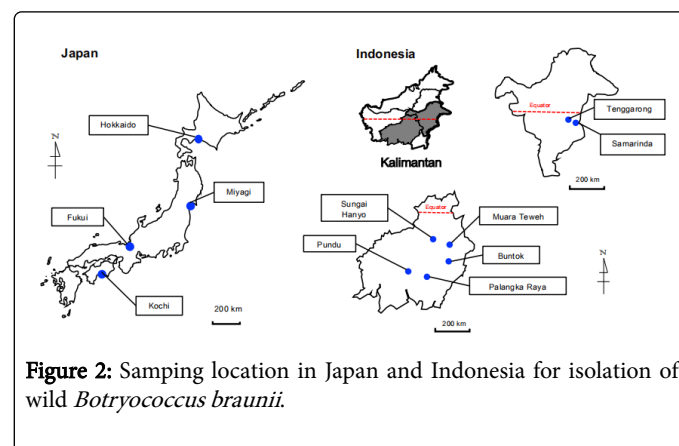 Japan
Hokkaido
Miyagi
Fukui
Kochi
N
200 km
Indonesia
Kalimantan
Equator
Tenggarong
Samarinda
200 km
Equator
Sungai
Hanyo
Muara Teweh
Pundu
Buntok
Palangka Raya
N
200 km
Figure 2: Samping location in Japan and Indonesia for isolation of
wild Botryococcus braunii.